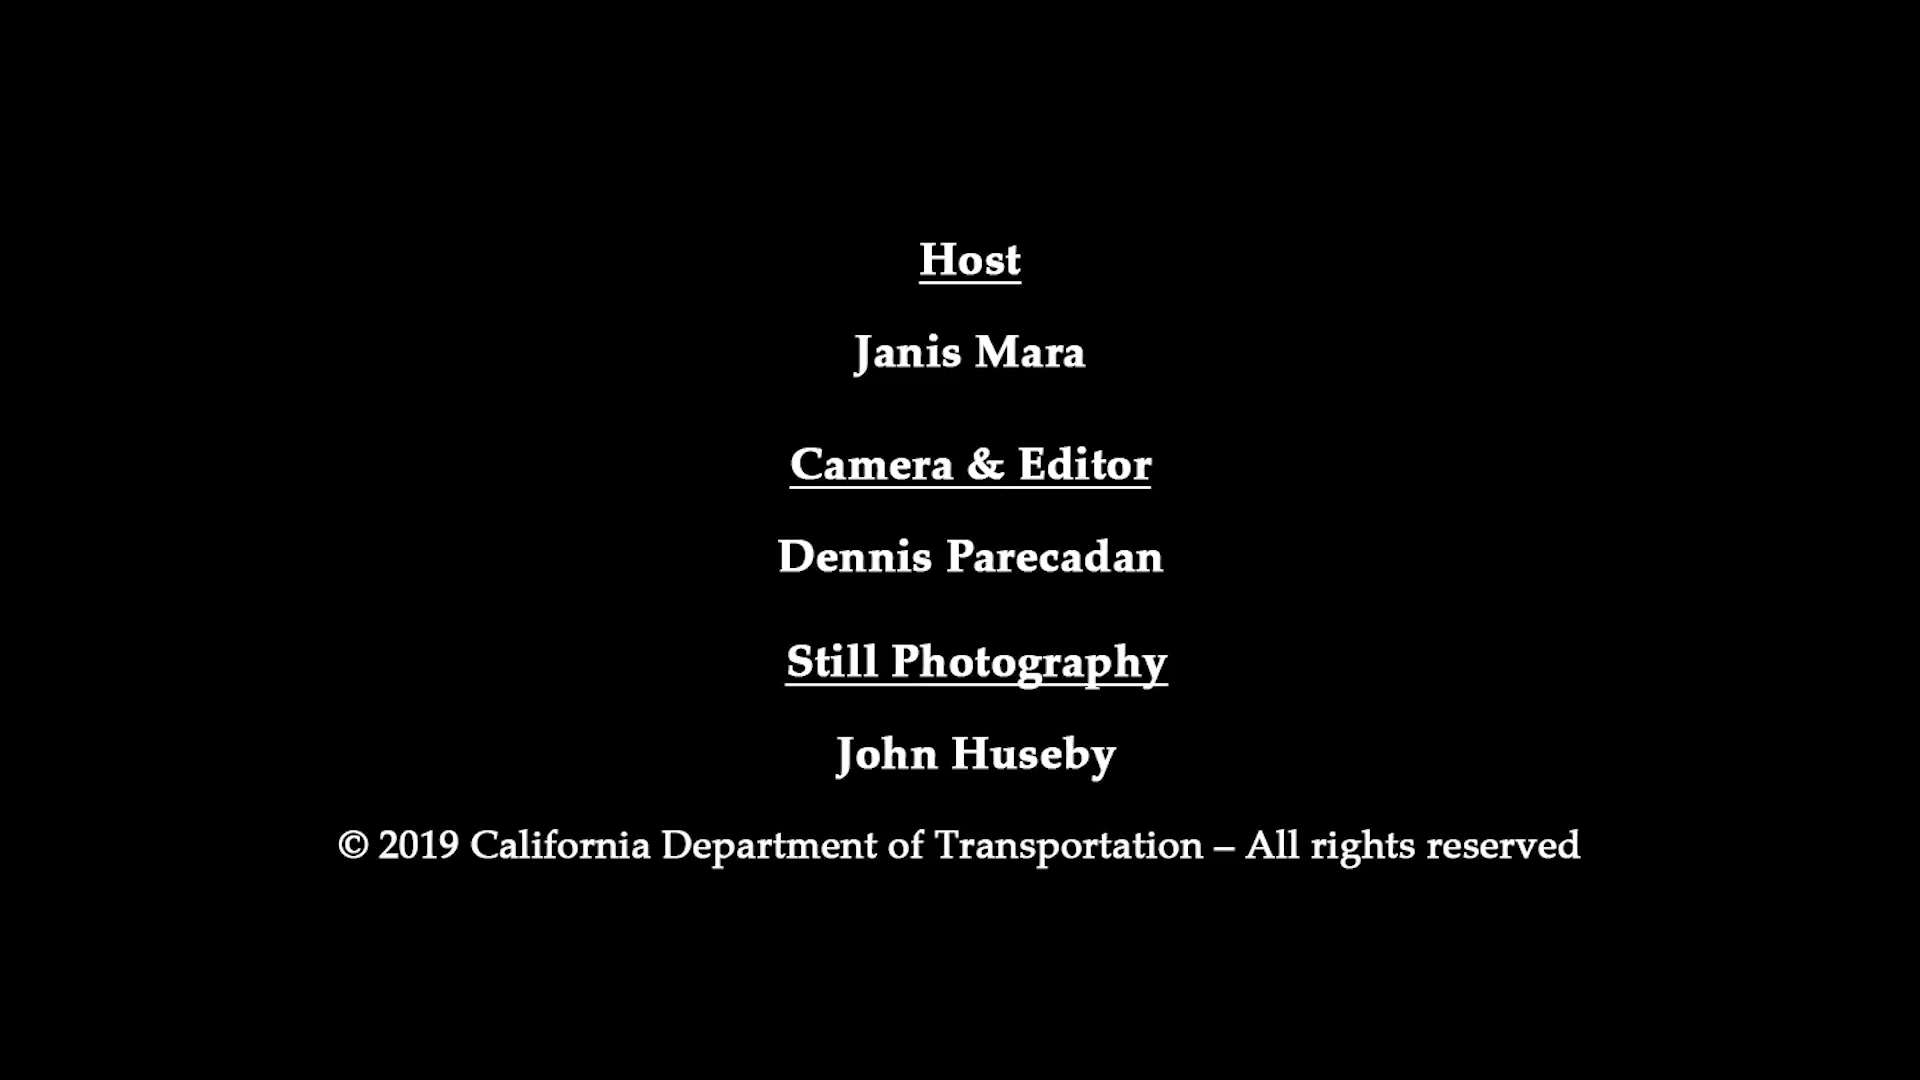 Host
Janis Mara
Camera & Editor
Dennis Parecadan
Still Photography
John Huseby
© 2019 California Department of Transportation – All rights reserved